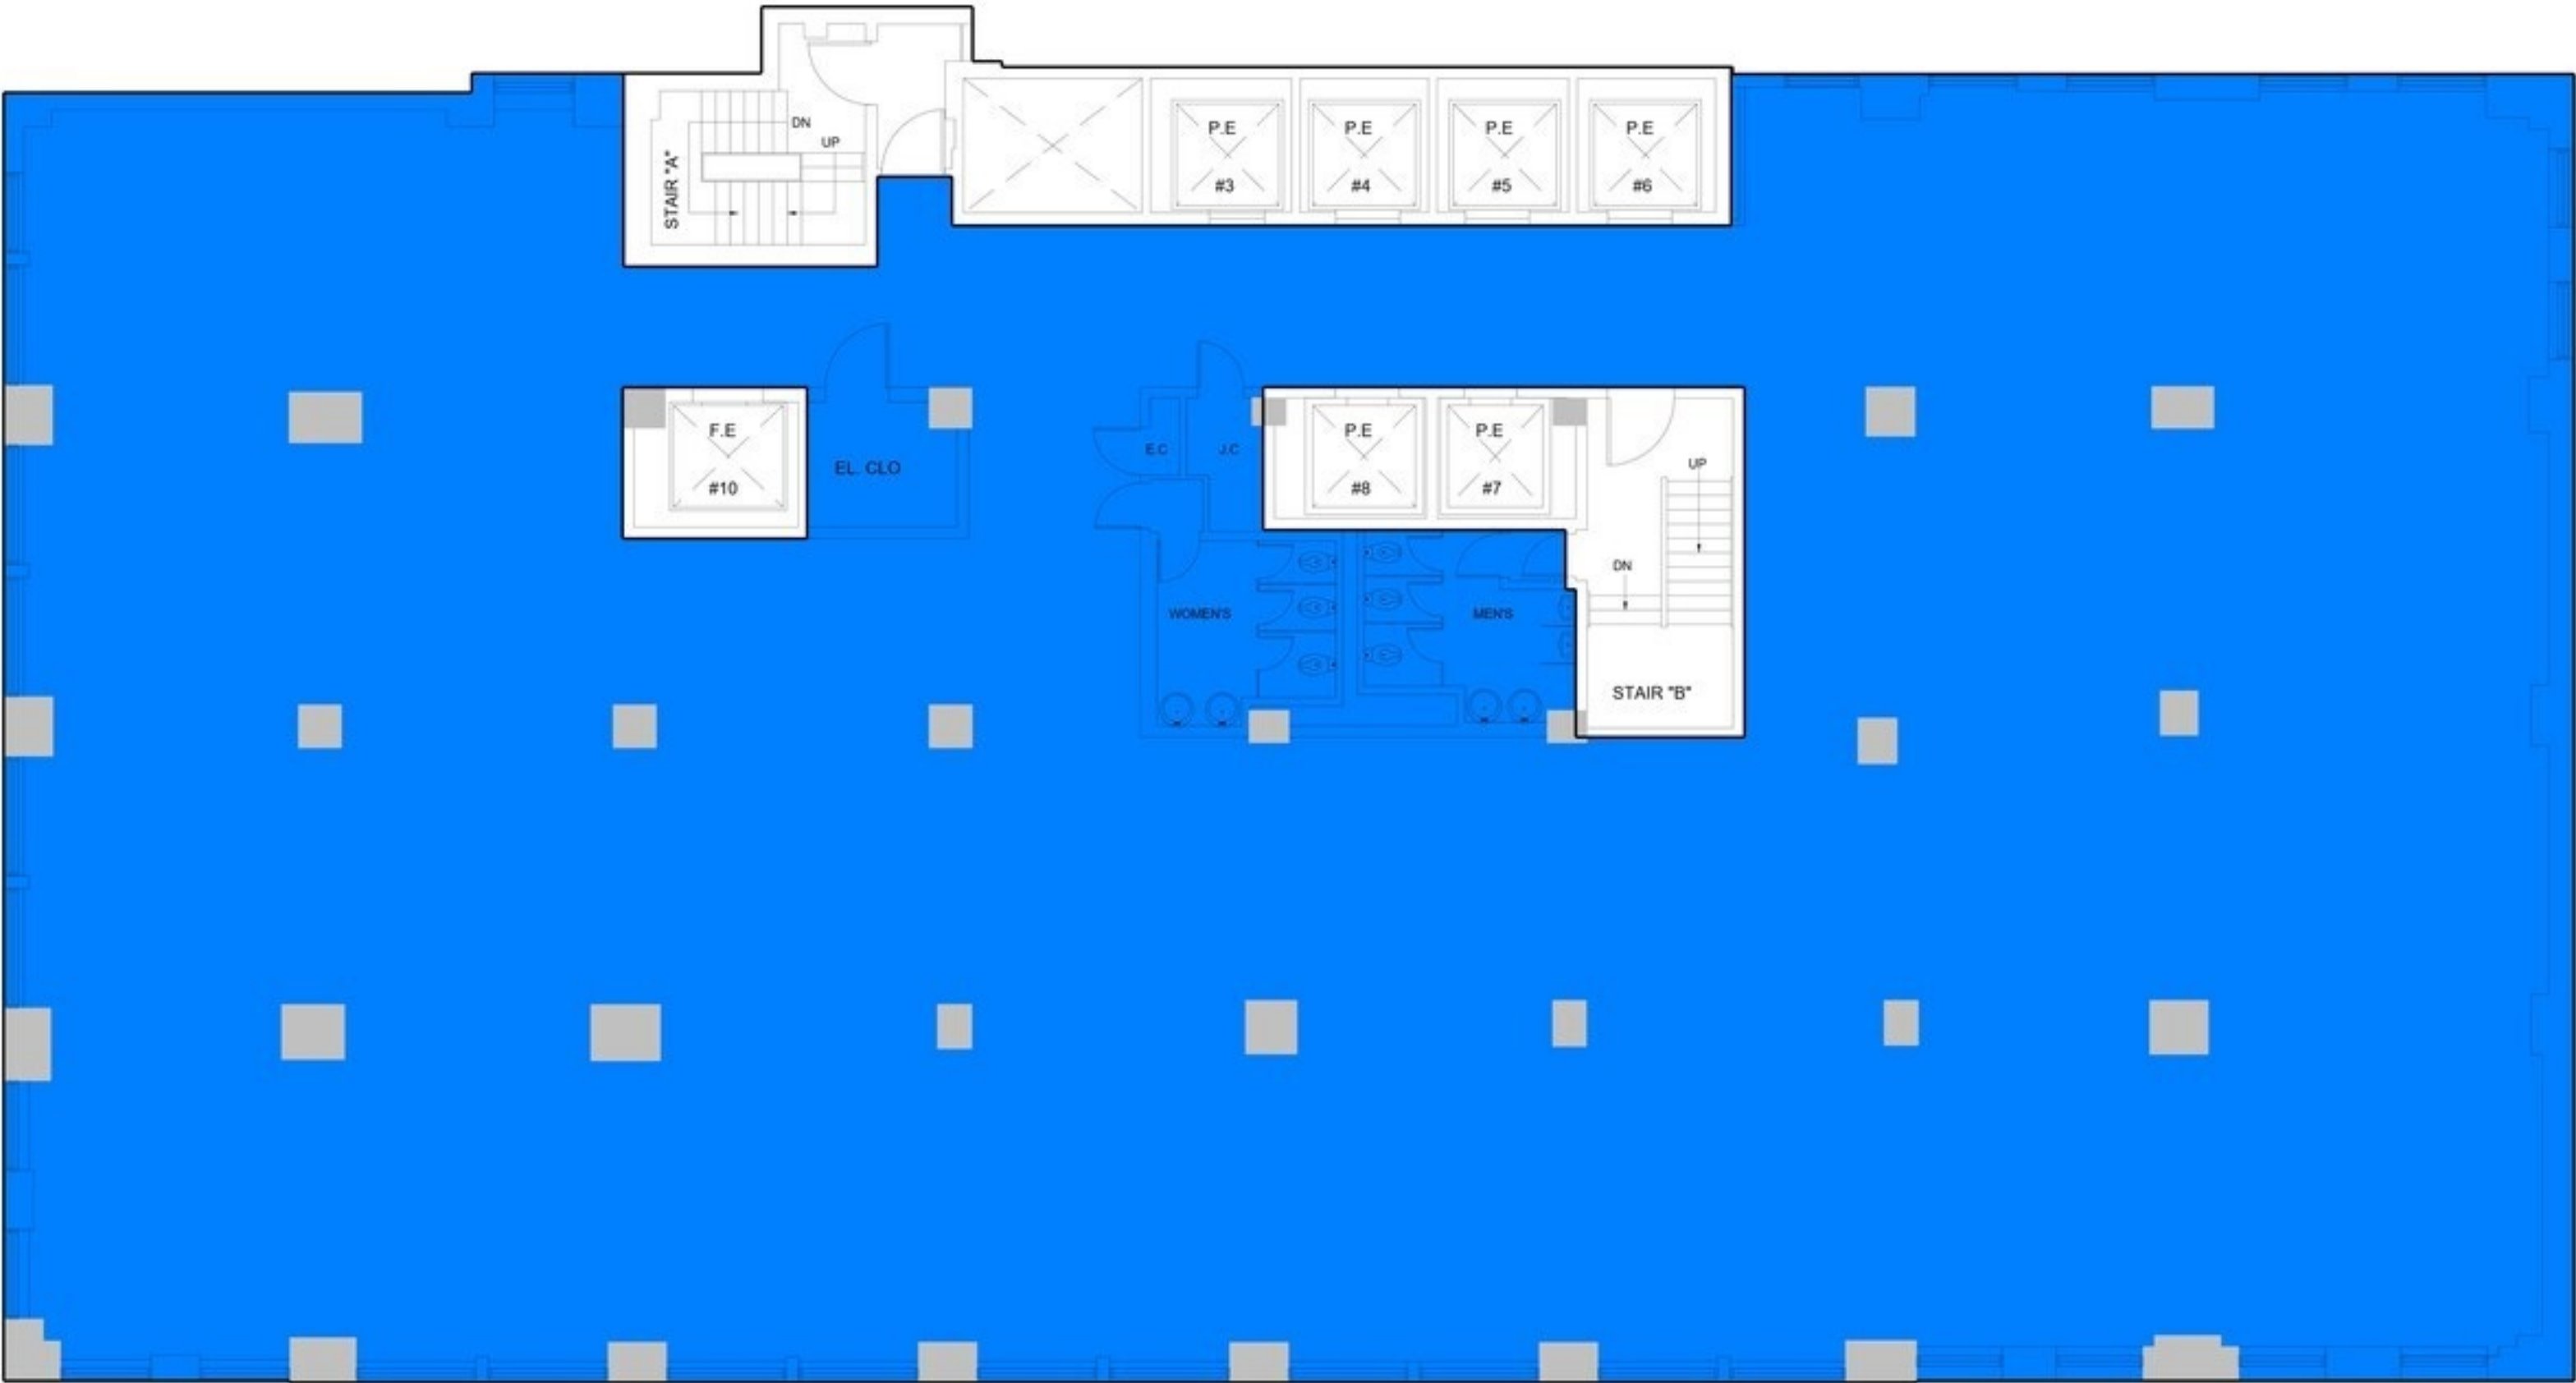 DN
UP
STAIR "A"
P.E
#3
P.E
#4
P.E
#5
P.E
#6
F.E
#10
EL. CLO
E.C
J.C
P.E
#8
P.E
#7
UP
DN
WOMEN'S
MEN'S
STAIR "B"